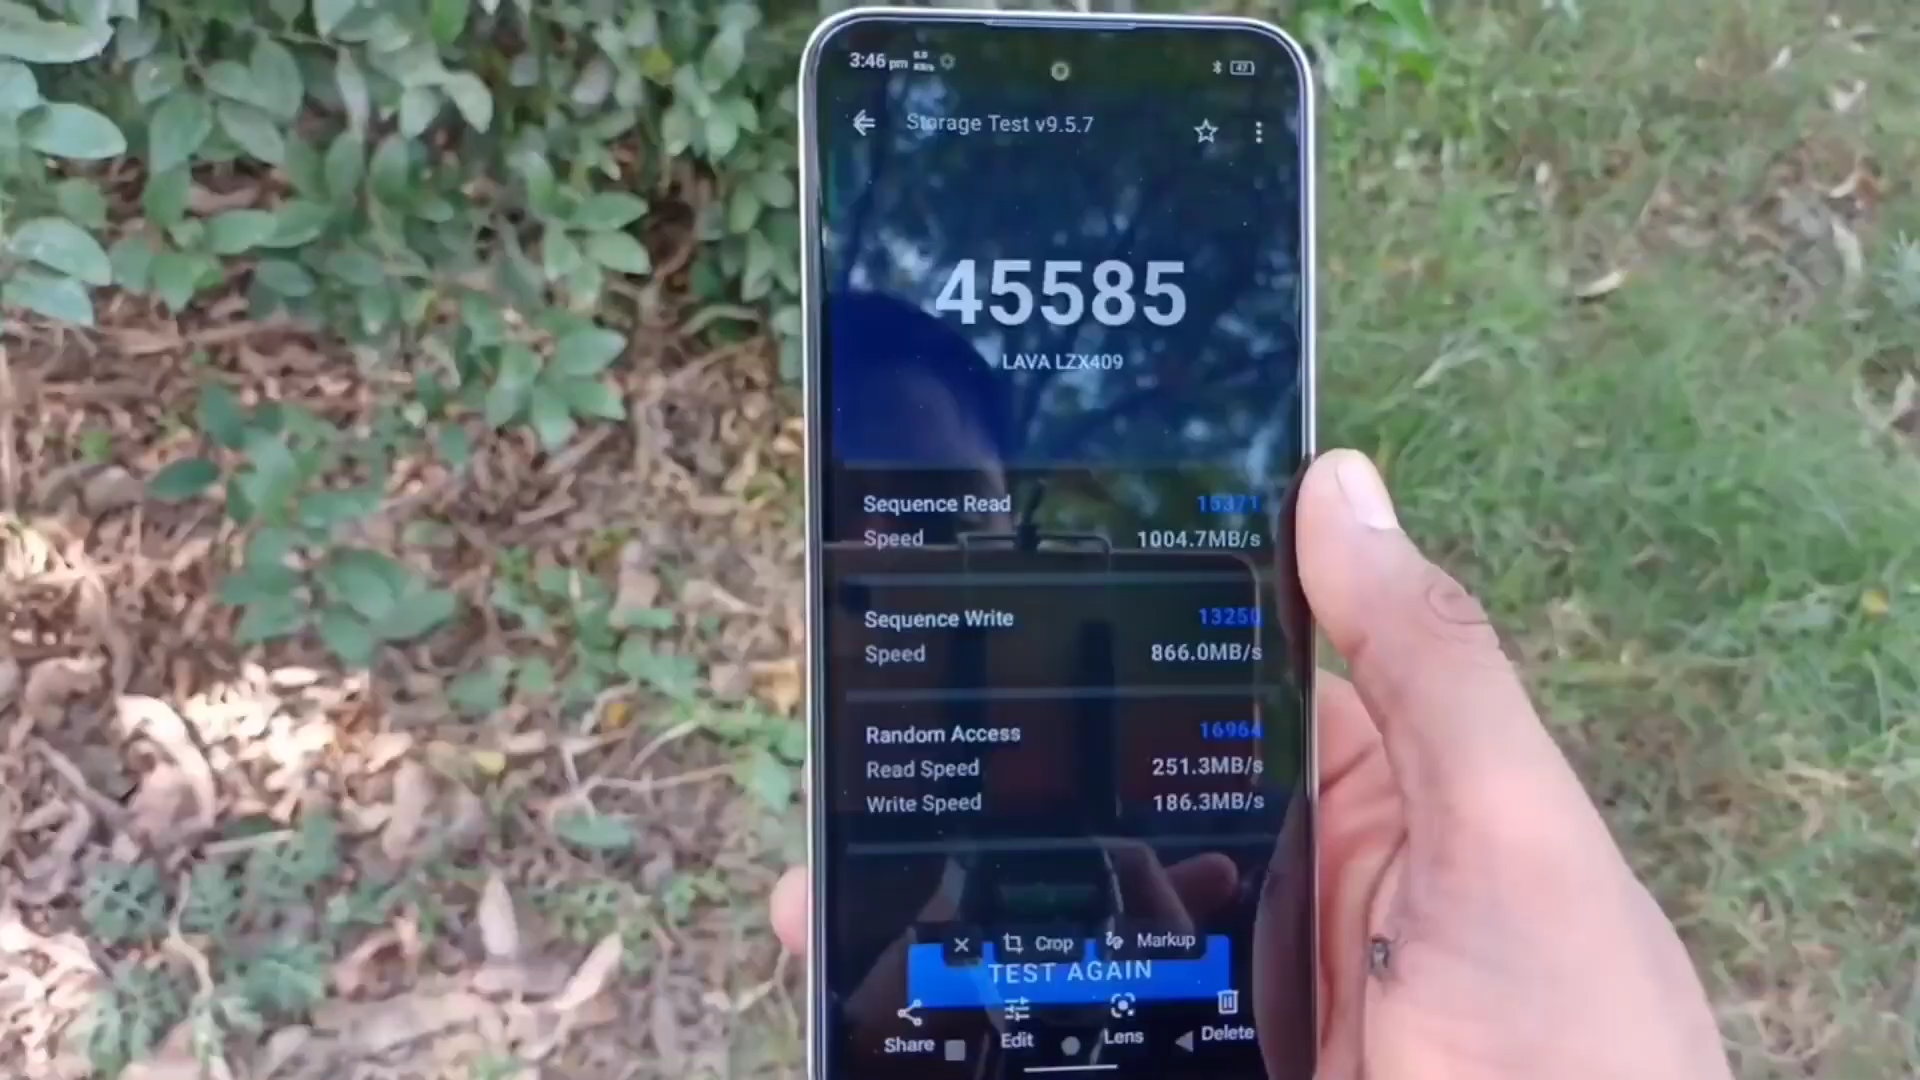 3:46 pm
47
Storage Test v9.5.7
45585
LAVA LZX409
Sequence Read 15371
Speed 1004.7MB/s
Sequence Write 13250
Speed 866.0MB/s
Random Access 16964
Read Speed 251.3MB/s
Write Speed 186.3MB/s
Crop Markup
TEST AGAIN
Share Edit Lens Delete